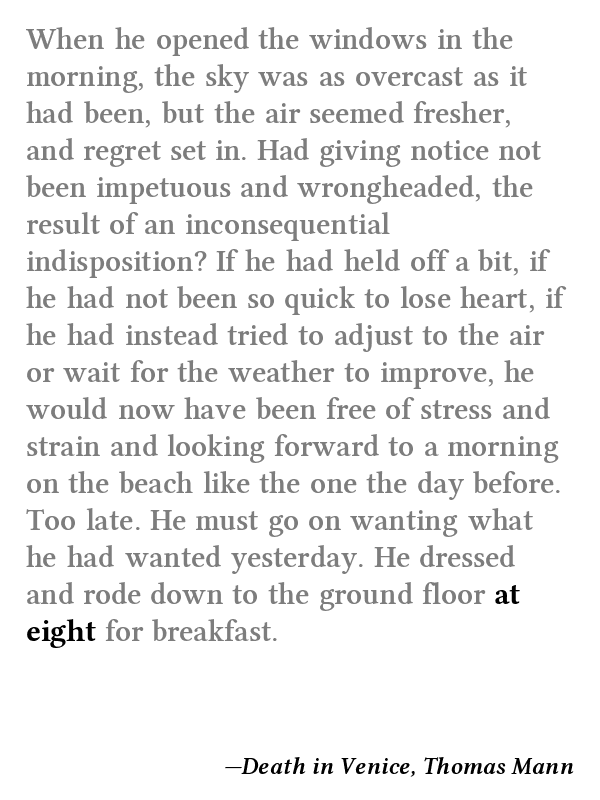 When he opened the windows in the
morning, the sky was as overcast as it
had been, but the air seemed fresher,
and regret set in. Had giving notice not
been impetuous and wrongheaded, the
result of an inconsequential
indisposition? If he had held off a bit, if
he had not been so quick to lose heart, if
he had instead tried to adjust to the air
or wait for the weather to improve, he
would now have been free of stress and
strain and looking forward to a morning
on the beach like the one the day before.
Too late. He must go on wanting what
he had wanted yesterday. He dressed
and rode down to the ground floor at
eight for breakfast.
—Death in Venice, Thomas Mann